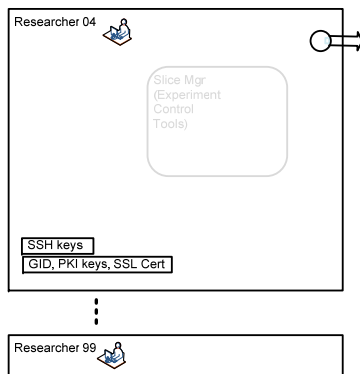 Researcher 04
Slice Mgr
(Experiment
Control
Tools)
SSH keys
GID, PKI keys, SSL Cert
Researcher 99